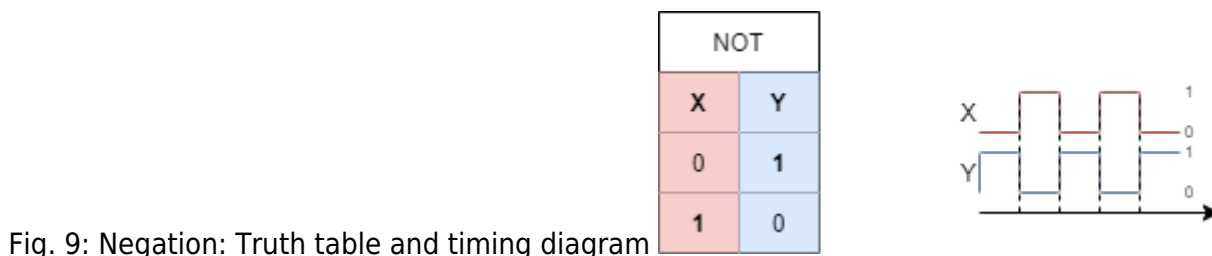 NOT
X Y
0 1
1 0
X
1
0
Y
1
0
Fig. 9: Negation: Truth table and timing diagram